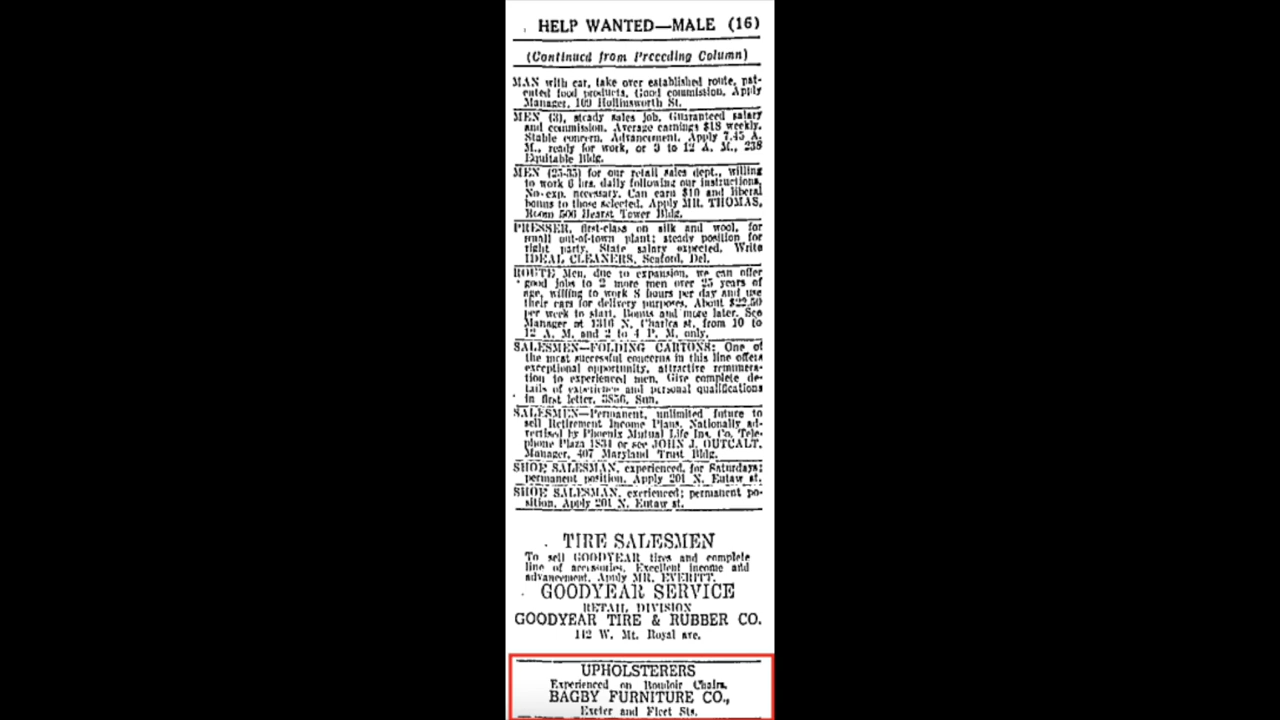 HELP WANTED—MALE (16)
(Continued from Preceding Column)
MAN with car, take over established route, pat-
ented food products. Good commission. Apply
Manager, 109 Hollinsworth St.
MEN (3), steady sales job. Guaranteed salary
and commission. Average earnings $18 weekly.
Stable concern. Advancement. Apply 7.45 A.
M., ready for work, or 9 to 12 A. M., 238
Equitable Bldg.
MEN (25-35) for our retail sales dept., willing
to work 6 hrs. daily following our instructions.
No exp. necessary. Can earn $10 and liberal
bonus to those selected. Apply MR. THOMAS,
Room 506 Hearst Tower Bldg.
PRESSER, first-class on silk and wool, for
small out-of-town plant; steady position for
right party. State salary expected. Write
IDEAL CLEANERS, Seaford, Del.
ROUTE Men, due to expansion, we can offer
good jobs to 2 more men over 25 years of
age, willing to work 8 hours per day and use
their cars for delivery purposes. About $22.50
per week to start. Bonus and more later. See
Manager at 1316 N. Charles st. from 10 to
12 A. M. and 2 to 4 P. M. only.
SALESMEN—FOLDING CARTONS: One of
the most successful concerns in this line offers
exceptional opportunity, attractive remunera-
tion to experienced men. Give complete de-
tails of experience and personal qualifications
in first letter. 3856, Sun.
SALESMEN—Permanent, unlimited future to
sell Retirement Income Plans. Nationally ad-
vertised by Phoenix Mutual Life Ins. Co. Tele-
phone Plaza 1834 or see JOHN J. OUTCALT,
Manager, 407 Maryland Trust Bldg.
SHOE SALESMAN, experienced, for Saturdays;
permanent position. Apply 201 N. Eutaw st.
SHOE SALESMAN, exerienced; permanent po-
sition. Apply 201 N. Eutaw st.
TIRE SALESMEN
To sell GOODYEAR tires and complete
line of accessories. Excellent income and
advancement. Apply MR. EVERITT.
GOODYEAR SERVICE
RETAIL DIVISION
GOODYEAR TIRE & RUBBER CO.
112 W. Mt. Royal ave.
UPHOLSTERERS
Experienced on Boudoir Chairs.
BAGBY FURNITURE CO.,
Exeter and Fleet Sts.